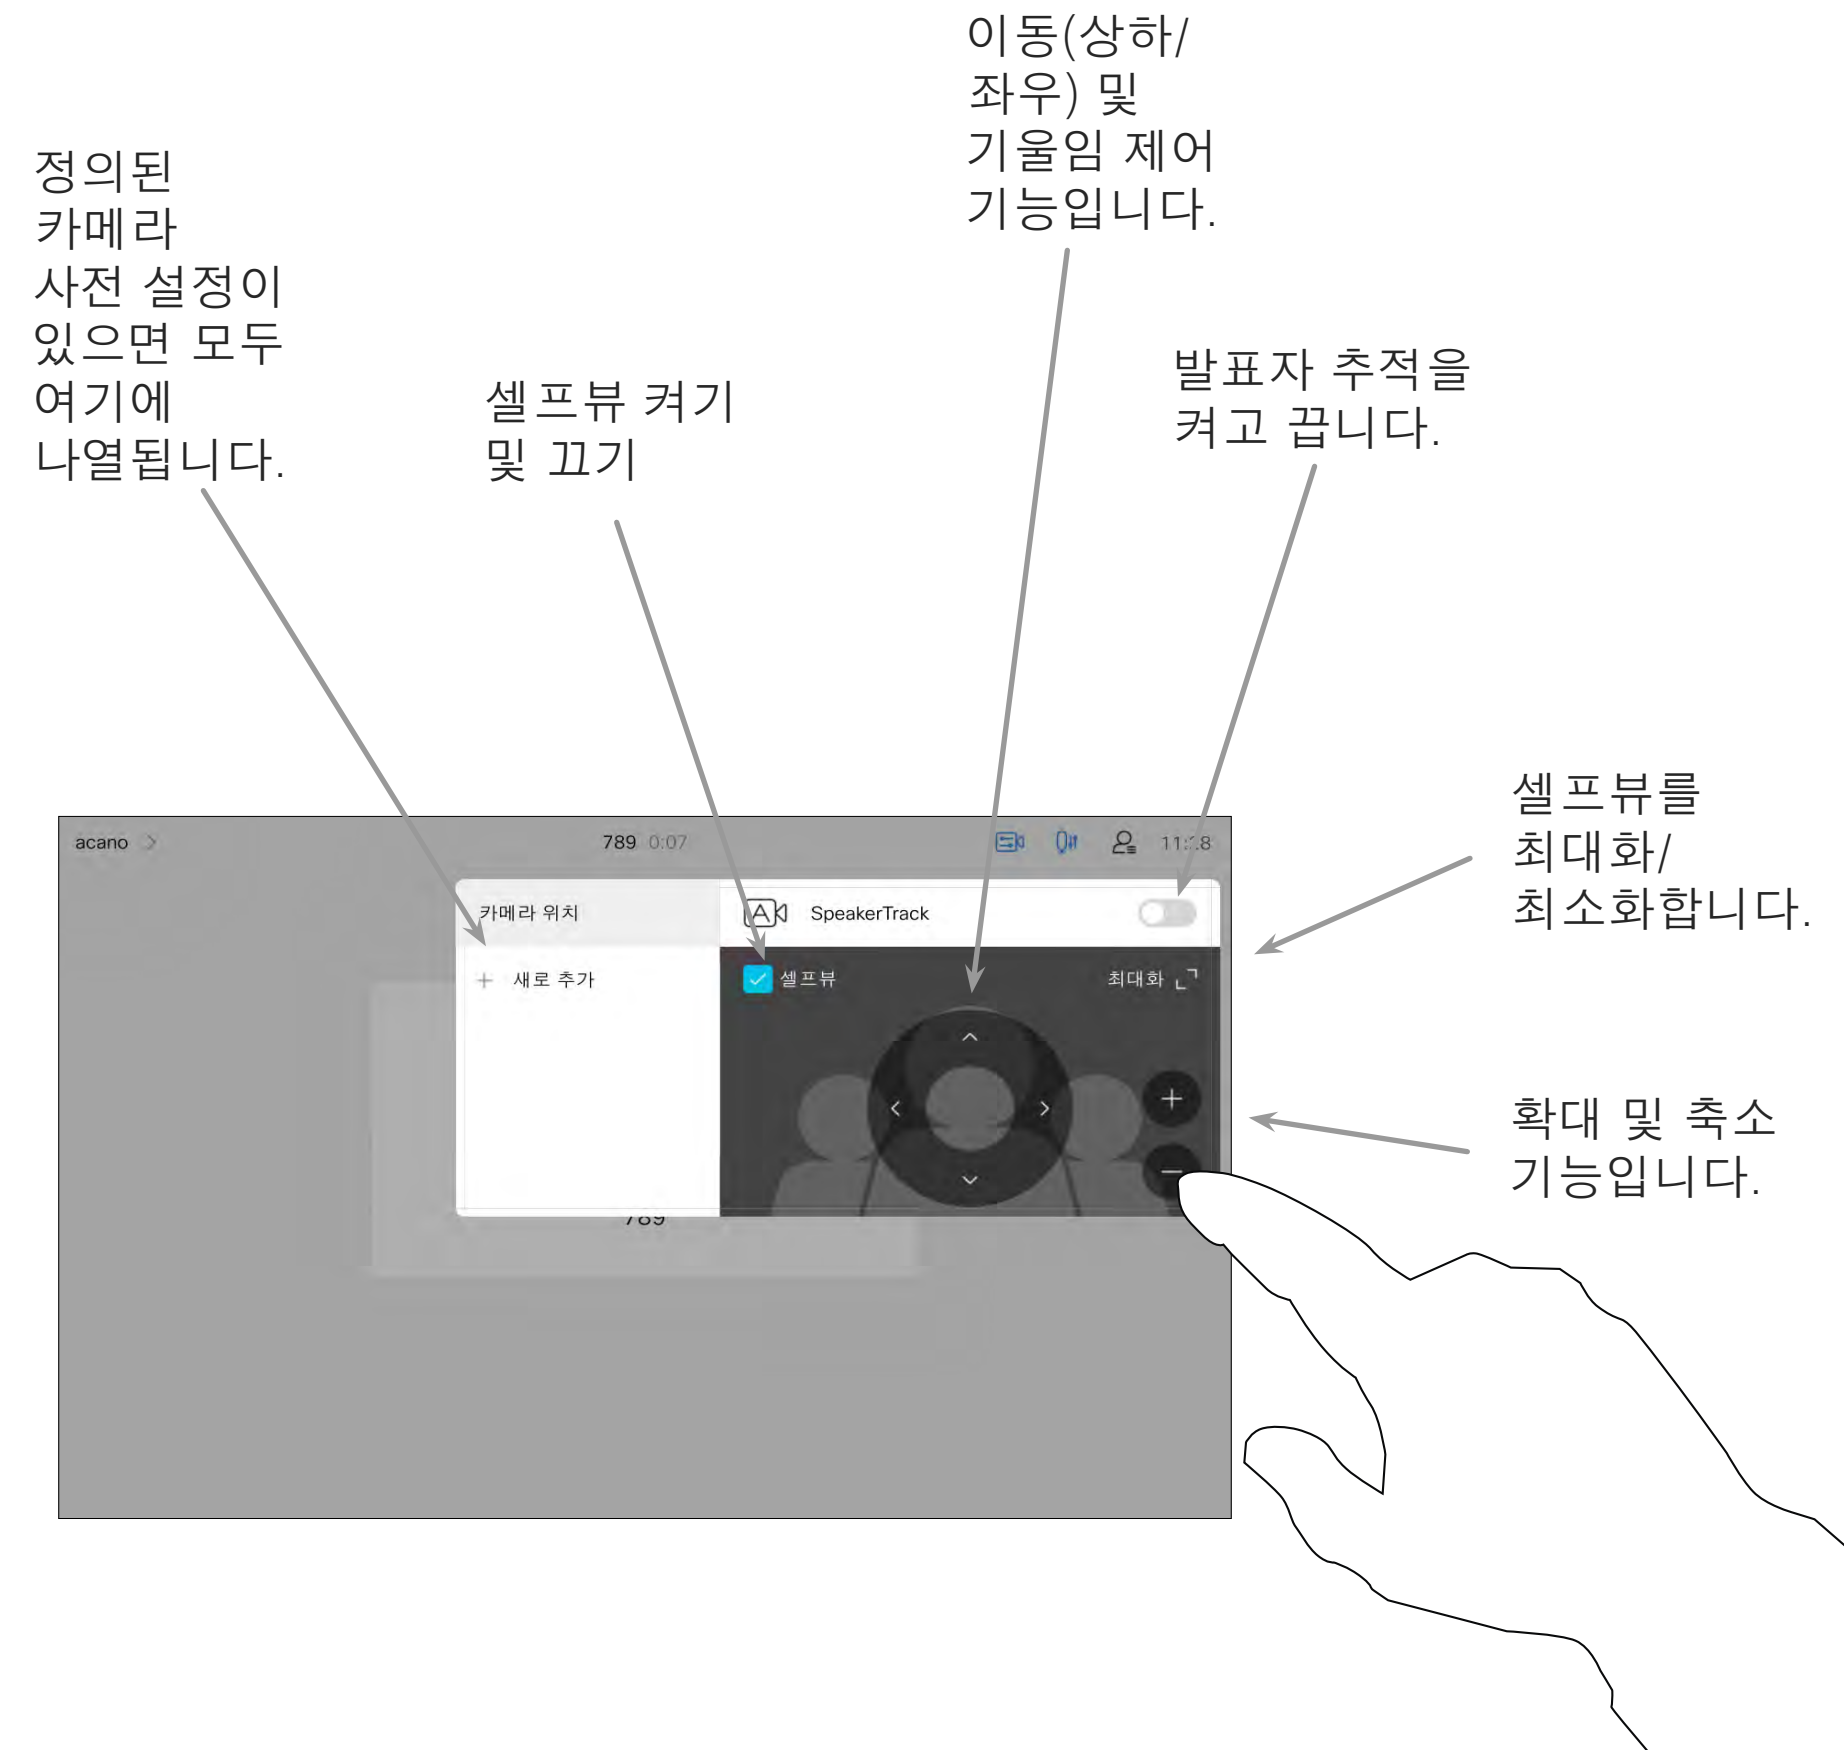 이동(상하/
좌우) 및
기울임 제어
기능입니다.
정의된
카메라
사전 설정이
있으면 모두
여기에
나열됩니다.
셀프뷰 켜기
및 끄기
발표자 추적을
켜고 끕니다.
셀프뷰를
최대화/
최소화합니다.
확대 및 축소
기능입니다.
acano
789 0:07
카메라 위치
SpeakerTrack
새로 추가
셀프뷰
최대화
789